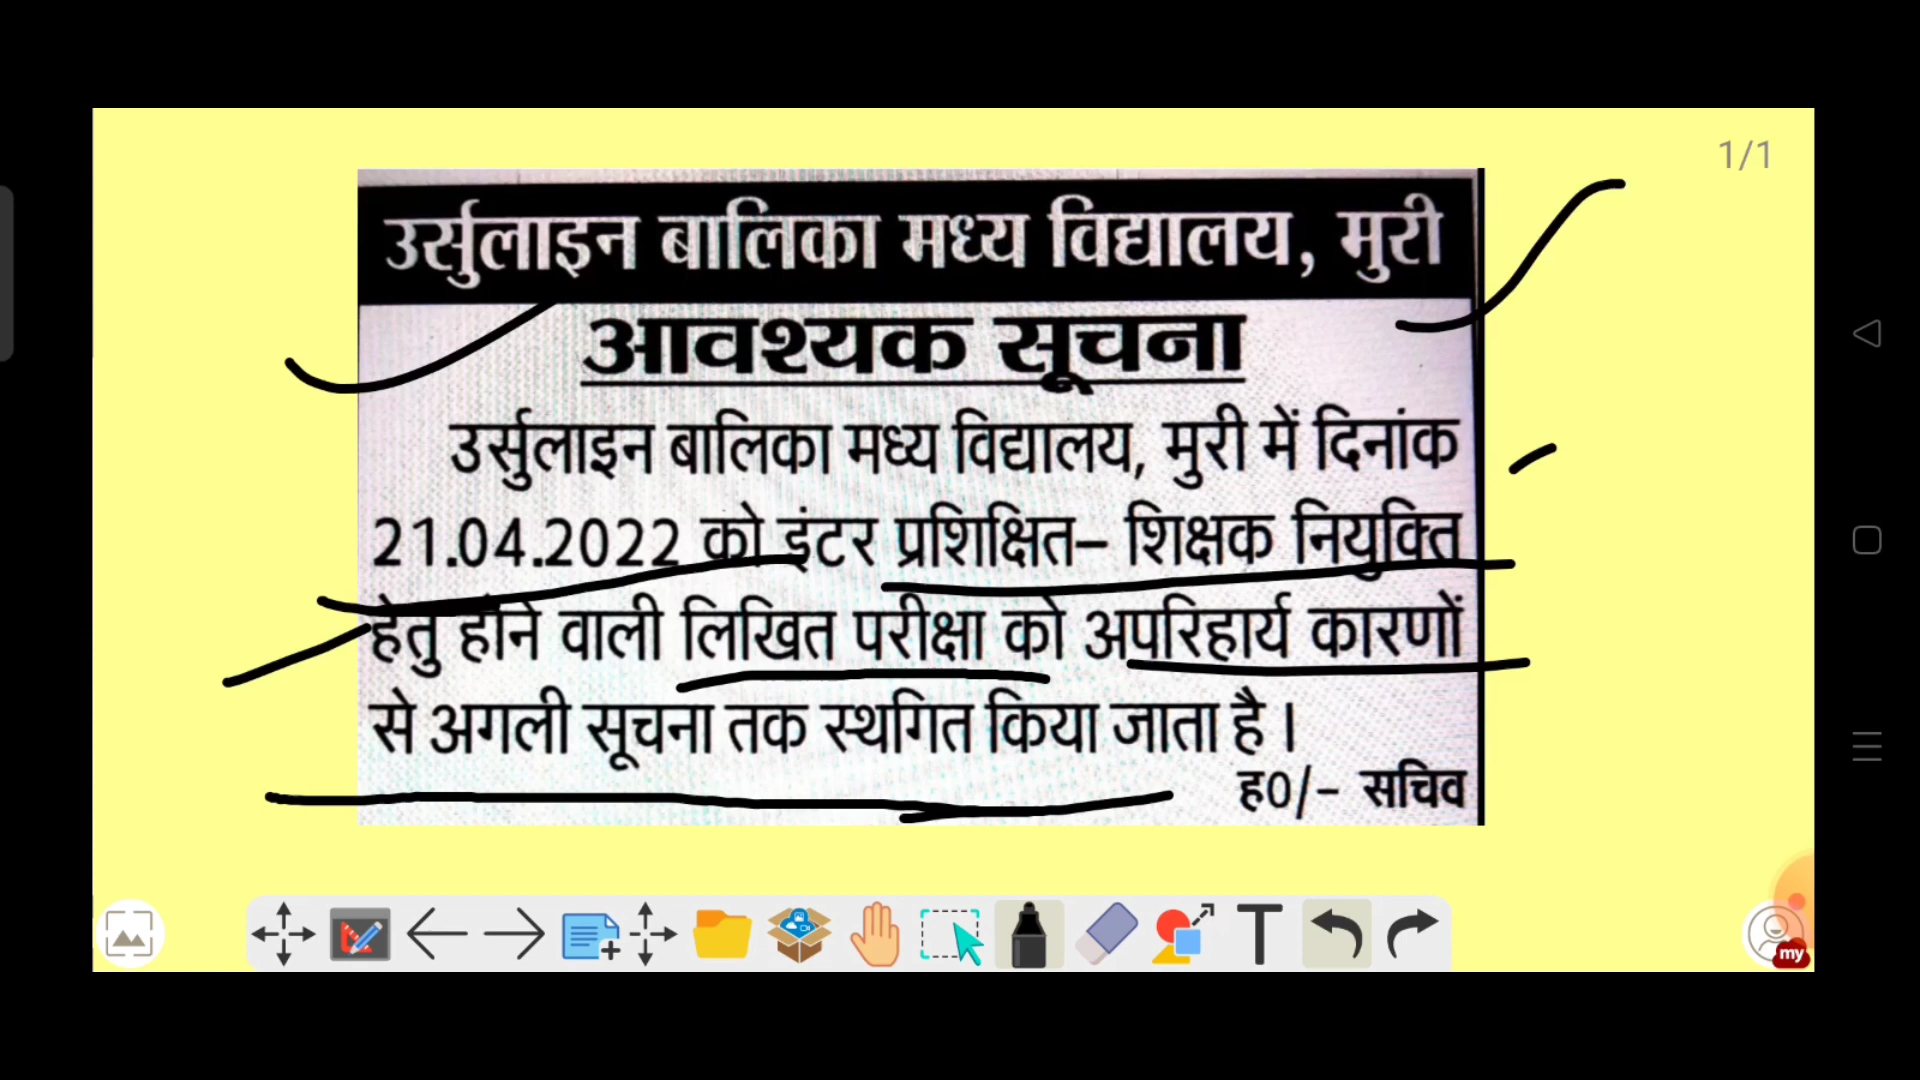 1/1
उर्सुलाइन बालिका मध्य विद्यालय, मुरी
आवश्यक सूचना
उर्सुलाइन बालिका मध्य विद्यालय, मुरी में दिनांक
21.04.2022 को इंटर प्रशिक्षित– शिक्षक नियुक्ति
हेतु होने वाली लिखित परीक्षा को अपरिहार्य कारणों
से अगली सूचना तक स्थगित किया जाता है।
ह0/– सचिव
T
my